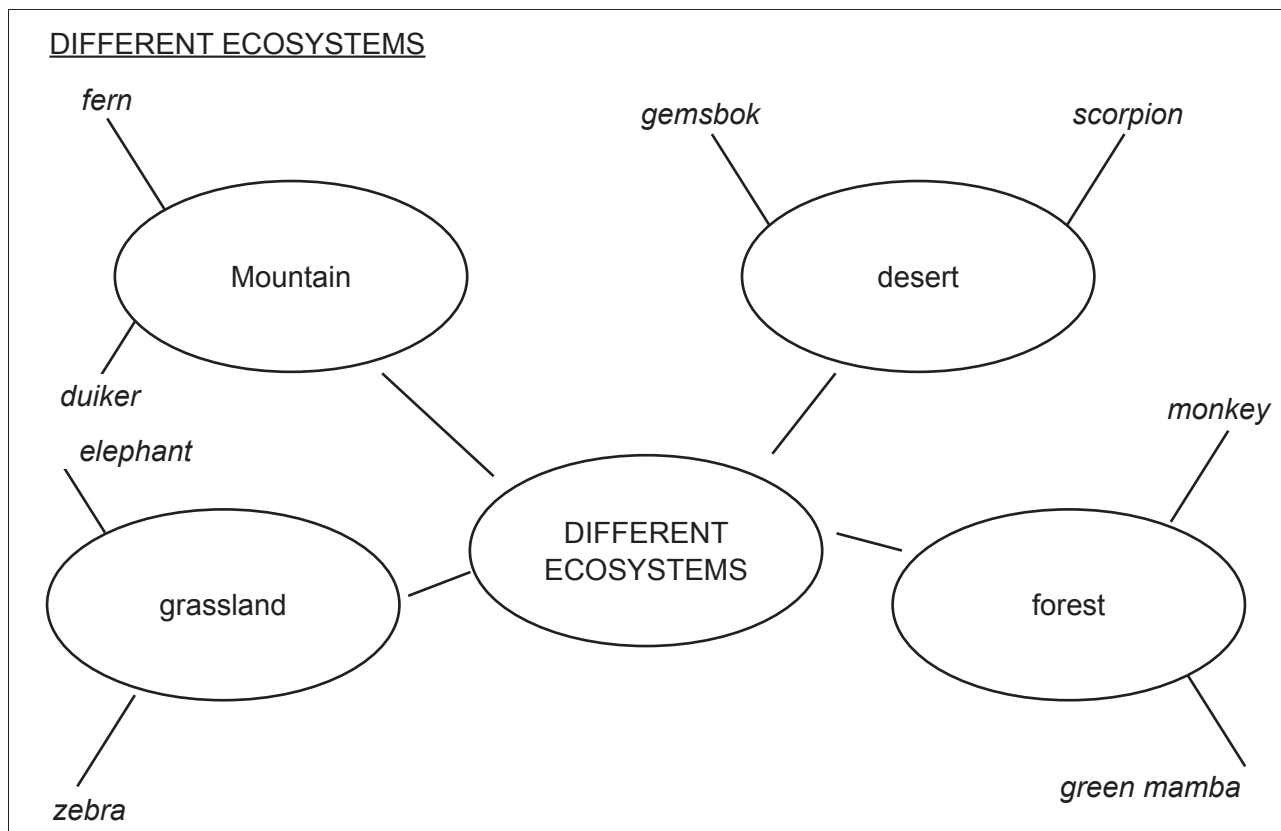 DIFFERENT ECOSYSTEMS
fern
gemsbok
scorpion
Mountain
desert
duiker
monkey
elephant
DIFFERENT
ECOSYSTEMS
grassland
forest
green mamba
zebra